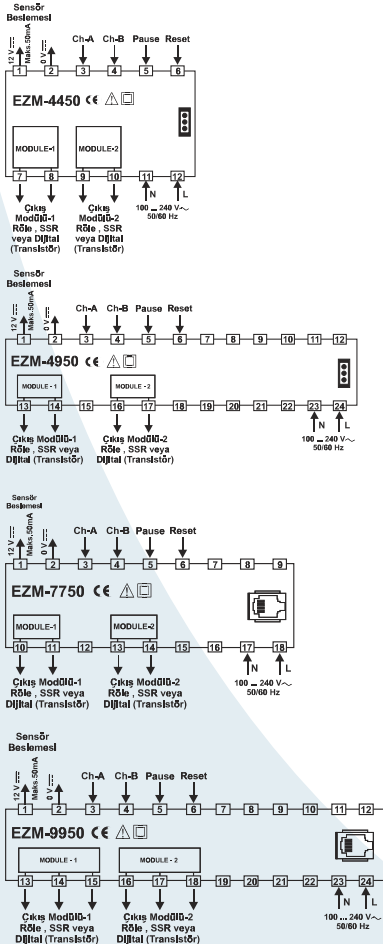 Sensör
Beslemesi
12 V
Maks.50mA
0 V
Ch-A Ch-B Pause Reset
1 2 3 4 5 6
EZM-4450 CE
MODULE-1 MODULE-2
7 8 9 10 11 12
N L
100 ... 240 V~
50/60 Hz
Çıkış
Modülü-1
Röle , SSR
veya Dijital
(Transistör)
Çıkış
Modülü-2
Röle , SSR
veya Dijital
(Transistör)
Sensör
Beslemesi
12 V
Maks.50mA
0 V
Ch-A Ch-B Pause Reset
1 2 3 4 5 6 7 8 9 10 11 12
EZM-4950 CE
MODULE - 1 MODULE - 2
13 14 15 16 17 18 19 20 21 22 23 24
N L
100 ... 240 V~
50/60 Hz
Çıkış Modülü-1
Röle , SSR veya
Dijital (Transistör)
Çıkış Modülü-2
Röle , SSR veya
Dijital (Transistör)
Sensör
Beslemesi
12 V
Maks.50mA
0 V
Ch-A Ch-B Pause Reset
1 2 3 4 5 6 7 8 9
EZM-7750 CE
MODULE-1 MODULE-2
10 11 12 13 14 15 16 17 18
N L
100 ... 240 V~
50/60 Hz
Çıkış Modülü-1
Röle , SSR veya
Dijital (Transistör)
Çıkış Modülü-2
Röle , SSR veya
Dijital (Transistör)
Sensör
Beslemesi
12 V
Maks.50mA
0 V
Ch-A Ch-B Pause Reset
1 2 3 4 5 6 7 8 9 10 11 12
EZM-9950 CE
MODULE - 1 MODULE - 2
13 14 15 16 17 18 19 20 21 22 23 24
N L
100 ... 240 V~
50/60 Hz
Çıkış Modülü-1
Röle , SSR veya
Dijital (Transistör)
Çıkış Modülü-2
Röle , SSR veya
Dijital (Transistör)